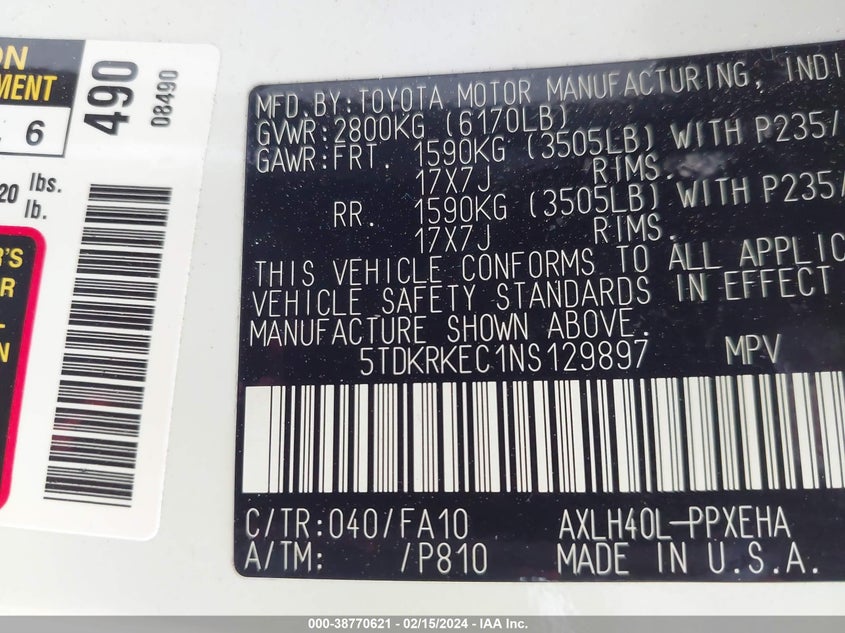 ON
MENT
6
20 lbs.
lb.
R'S
R
N
490
08490
MFD. BY: TOYOTA MOTOR MANUFACTURING, INDI
GVWR: 2800KG (6170LB)
GAWR: FRT. 1590KG (3505LB) WITH P235/
17X7J RIMS.
RR. 1590KG (3505LB) WITH P235/
17X7J RIMS.
THIS VEHICLE CONFORMS TO ALL APPLIC
VEHICLE SAFETY STANDARDS IN EFFECT
MANUFACTURE SHOWN ABOVE.
5TDKRKEC1NS129897 MPV
C/TR: 040/FA10 AXLH40L-PPXEHA
A/TM: /P810 MADE IN U.S.A.
000-38770621 - 02/15/2024 - IAA Inc.